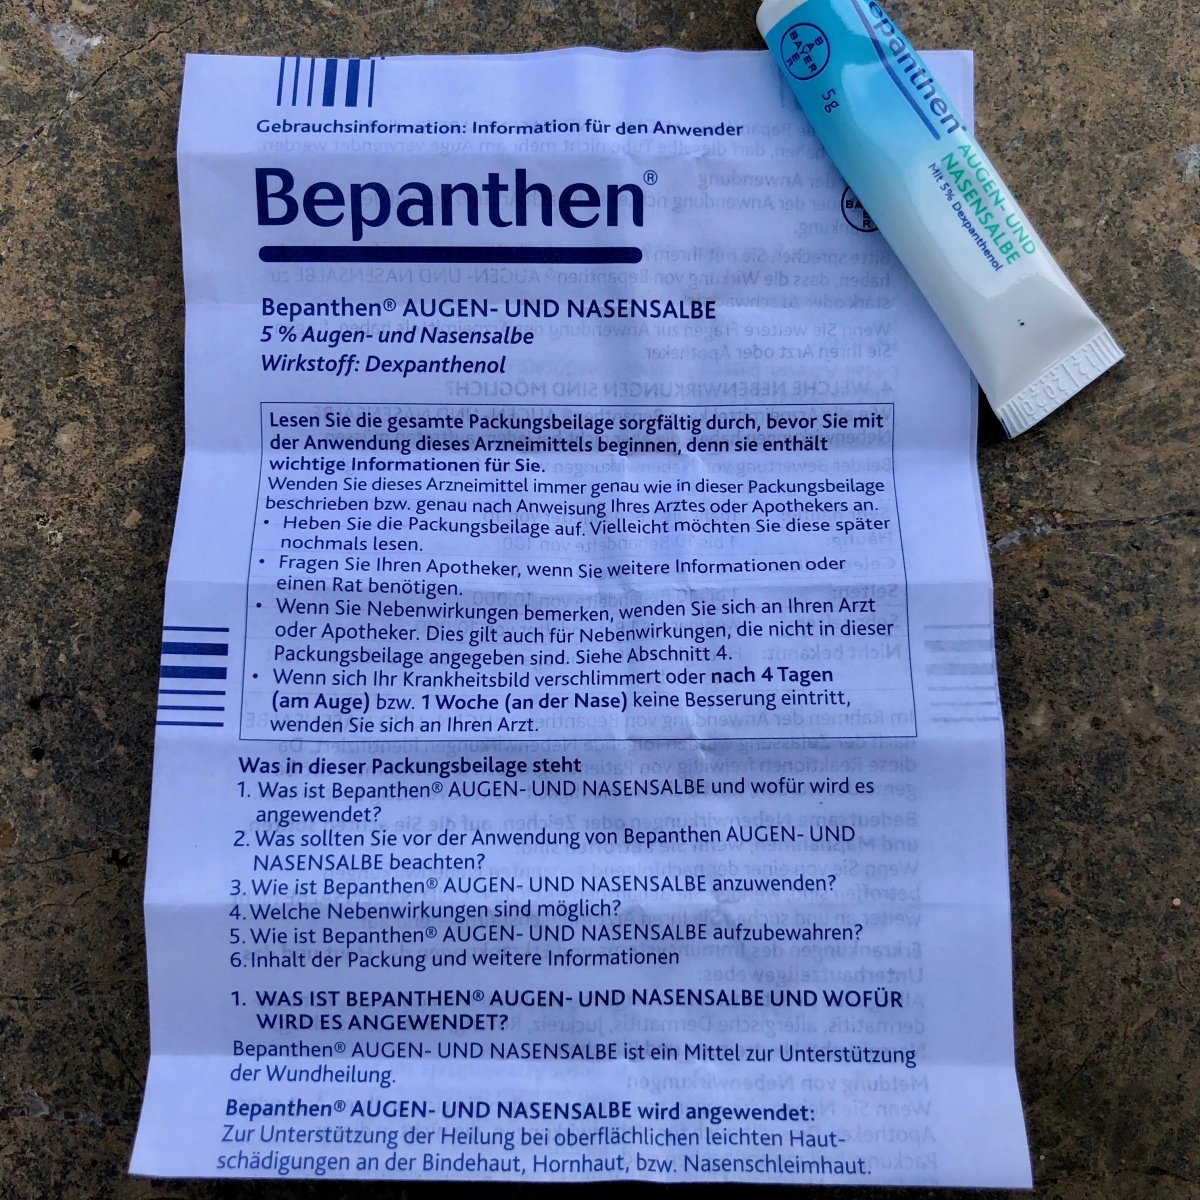 Gebrauchsinformation: Information für den Anwender
Bepanthen®
Bepanthen® AUGEN- UND NASENSALBE
5 % Augen- und Nasensalbe
Wirkstoff: Dexpanthenol
Lesen Sie die gesamte Packungsbeilage sorgfältig durch, bevor Sie mit
der Anwendung dieses Arzneimittels beginnen, denn sie enthält
wichtige Informationen für Sie.
Wenden Sie dieses Arzneimittel immer genau wie in dieser Packungsbeilage
beschrieben bzw. genau nach Anweisung Ihres Arztes oder Apothekers an.
• Heben Sie die Packungsbeilage auf. Vielleicht möchten Sie diese später
nochmals lesen.
• Fragen Sie Ihren Apotheker, wenn Sie weitere Informationen oder
einen Rat benötigen.
• Wenn Sie Nebenwirkungen bemerken, wenden Sie sich an Ihren Arzt
oder Apotheker. Dies gilt auch für Nebenwirkungen, die nicht in dieser
Packungsbeilage angegeben sind. Siehe Abschnitt 4.
• Wenn sich Ihr Krankheitsbild verschlimmert oder nach 4 Tagen
(am Auge) bzw. 1 Woche (an der Nase) keine Besserung eintritt,
wenden Sie sich an Ihren Arzt.
Was in dieser Packungsbeilage steht
1. Was ist Bepanthen® AUGEN- UND NASENSALBE und wofür wird es
angewendet?
2. Was sollten Sie vor der Anwendung von Bepanthen AUGEN- UND
NASENSALBE beachten?
3. Wie ist Bepanthen® AUGEN- UND NASENSALBE anzuwenden?
4. Welche Nebenwirkungen sind möglich?
5. Wie ist Bepanthen® AUGEN- UND NASENSALBE aufzubewahren?
6. Inhalt der Packung und weitere Informationen
1. WAS IST BEPANTHEN® AUGEN- UND NASENSALBE UND WOFÜR
WIRD ES ANGEWENDET?
Bepanthen® AUGEN- UND NASENSALBE ist ein Mittel zur Unterstützung
der Wundheilung.
Bepanthen® AUGEN- UND NASENSALBE wird angewendet:
Zur Unterstützung der Heilung bei oberflächlichen leichten Haut-
schädigungen an der Bindehaut, Hornhaut, bzw. Nasenschleimhaut.
BAYER
5g
epanthen®
AUGEN- UND
NASENSALBE
Mit 5% Dexpanthenol